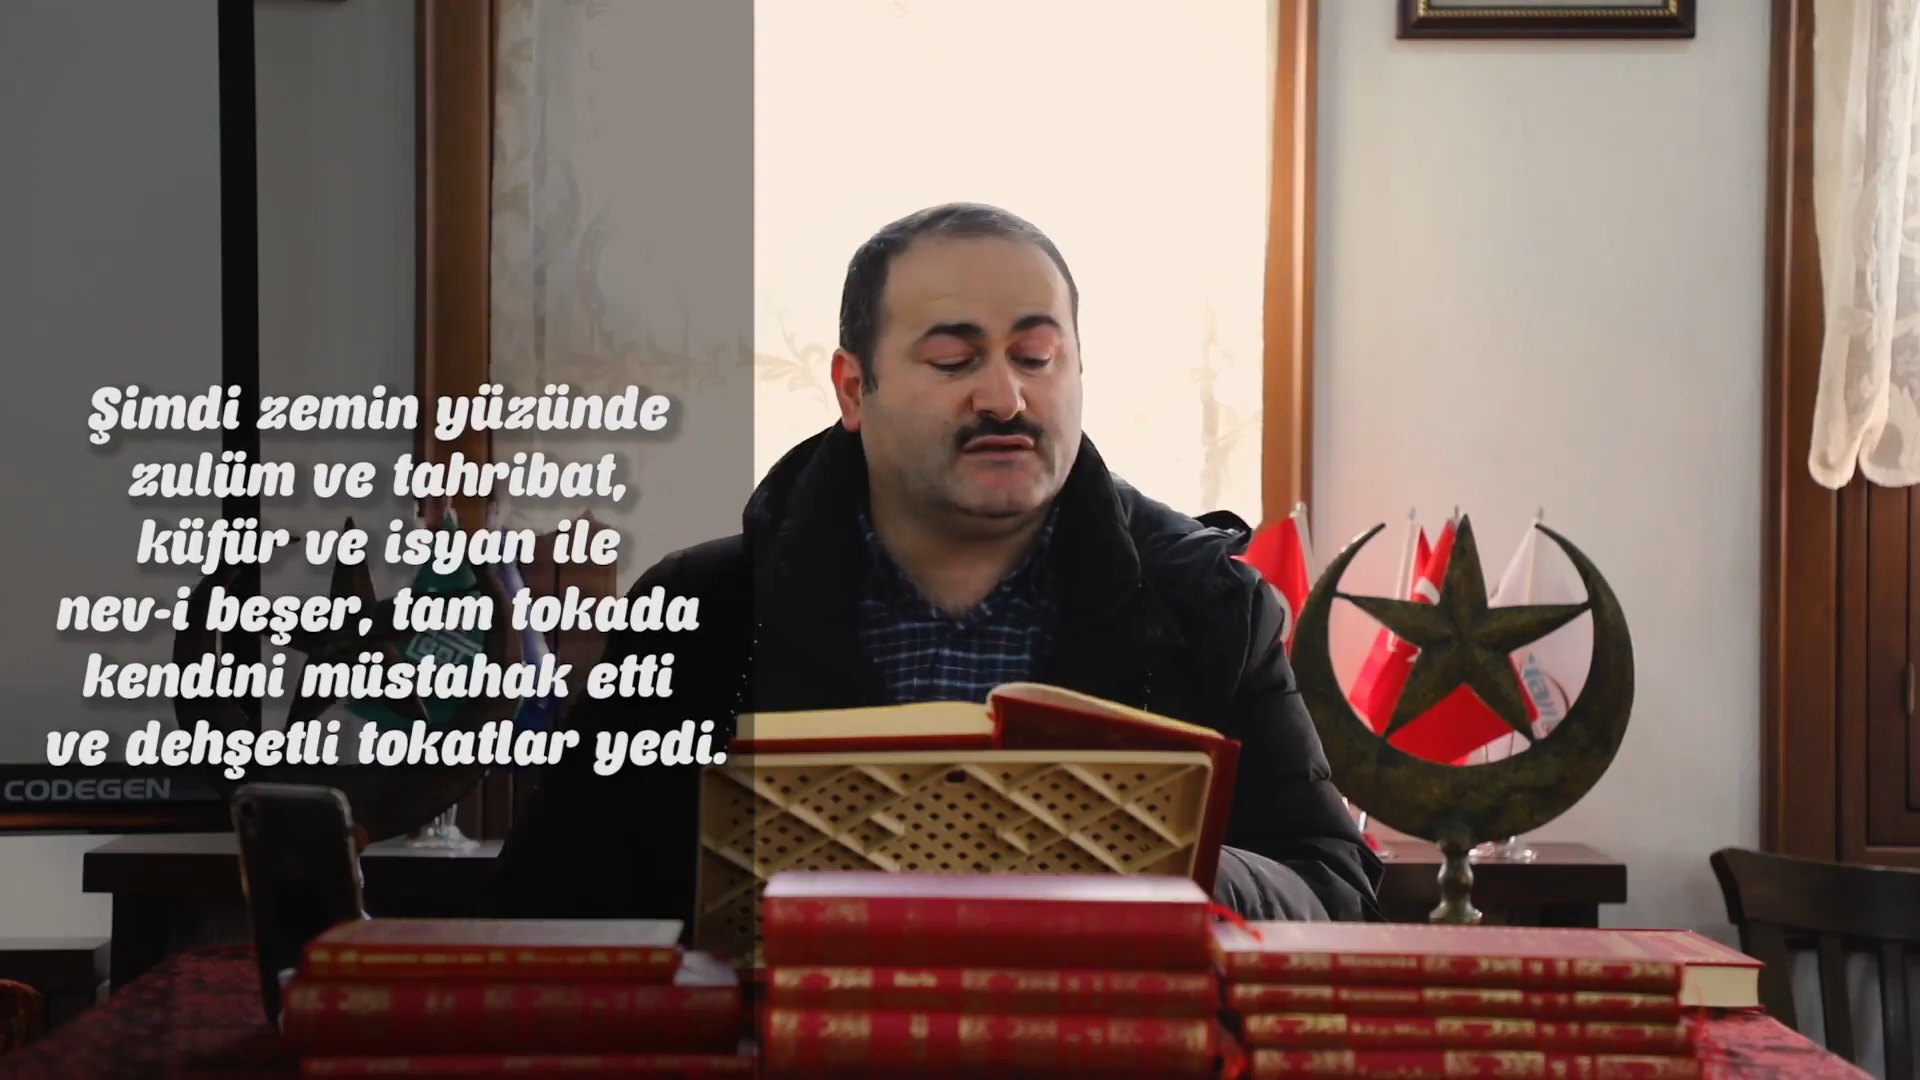 Şimdi zemin yüzünde
zulüm ve tahribat,
küfür ve isyan ile
nev-i beşer, tam tokada
kendini müstahak etti
ve dehşetli tokatlar yedi.
CODEGEN